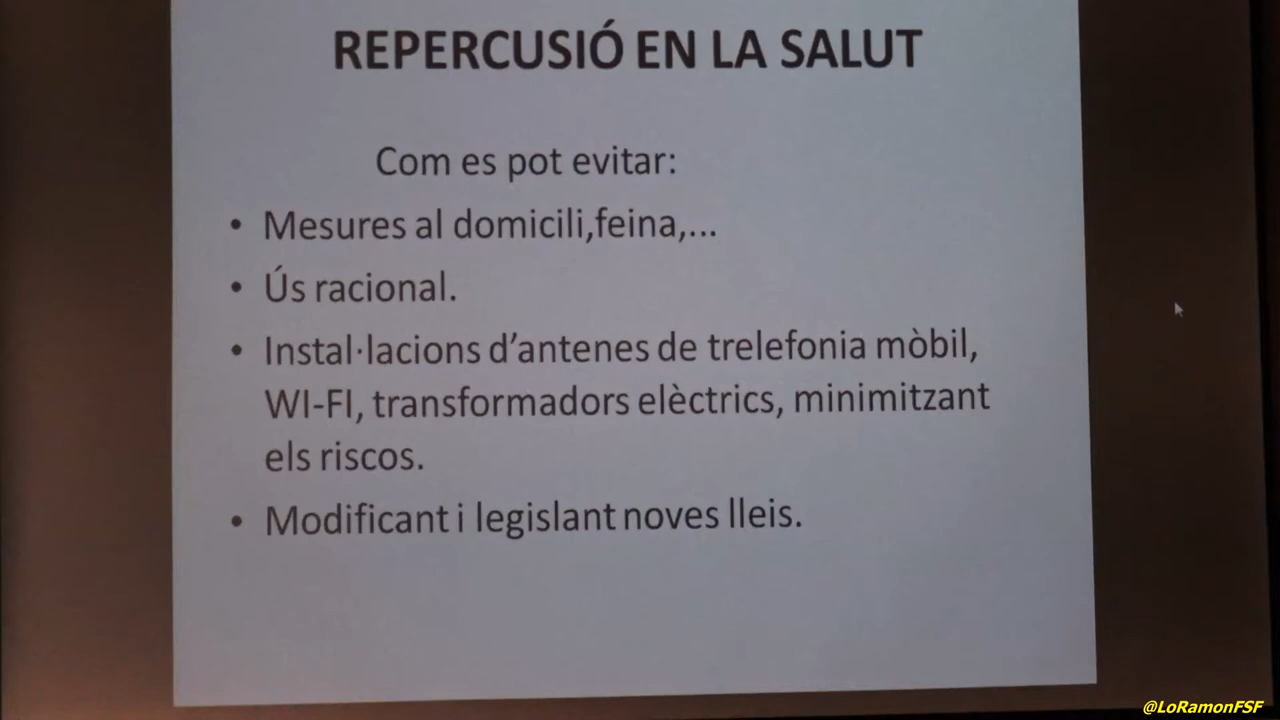 REPERCUSIÓ EN LA SALUT
Com es pot evitar:
• Mesures al domicili,feina,...
• Ús racional.
• Instal·lacions d’antenes de trelefonia mòbil,
WI-FI, transformadors elèctrics, minimitzant
els riscos.
• Modificant i legislant noves lleis.
@LoRamonFSF